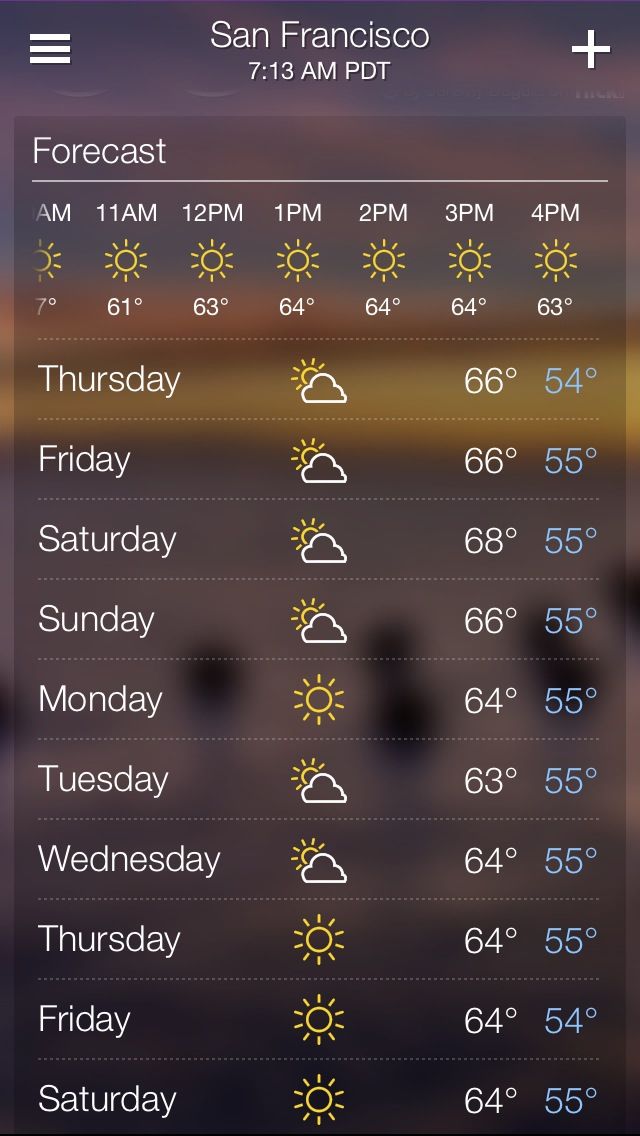 San Francisco
7:13 AM PDT
Forecast
AM 11AM 12PM 1PM 2PM 3PM 4PM
7° 61° 63° 64° 64° 64° 63°
Thursday 66° 54°
Friday 66° 55°
Saturday 68° 55°
Sunday 66° 55°
Monday 64° 55°
Tuesday 63° 55°
Wednesday 64° 55°
Thursday 64° 55°
Friday 64° 54°
Saturday 64° 55°